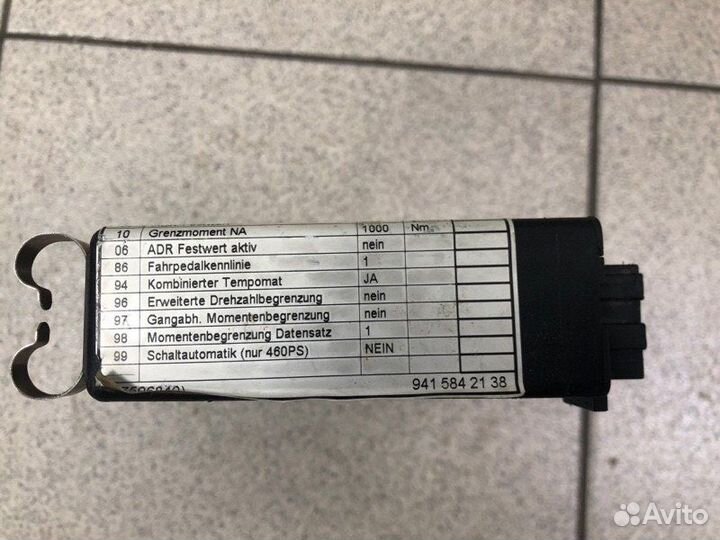 10 Grenzmoment NA 1000 Nm
06 ADR Festwert aktiv nein
86 Fahrpedalkennlinie 1
94 Kombinierter Tempomat JA
96 Erweiterte Drehzahlbegrenzung nein
97 Gangabh. Momentenbegrenzung nein
98 Momentenbegrenzung Datensatz 1
99 Schaltautomatik (nur 460PS) NEIN
941 584 21 38
Avito